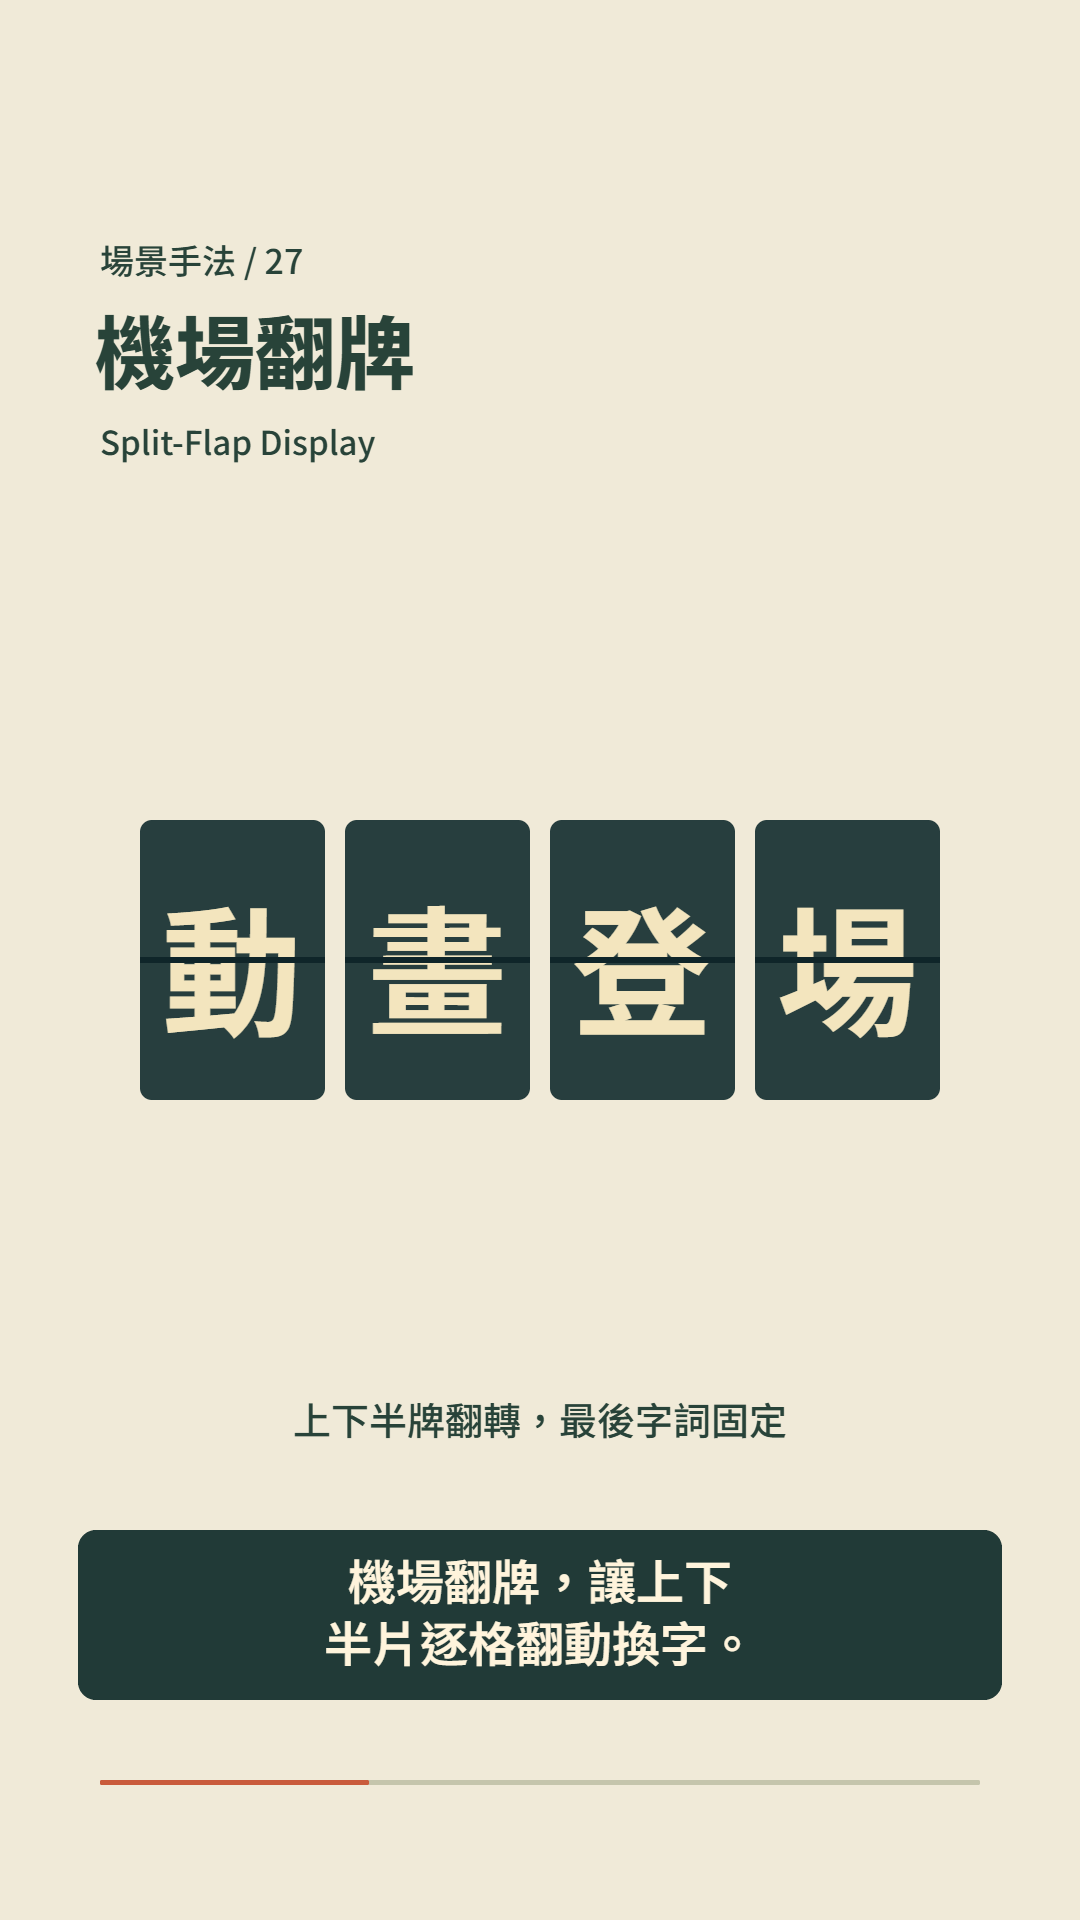 場景手法 / 27
機場翻牌
Split-Flap Display
動畫登場
上下半牌翻轉，最後字詞固定
機場翻牌，讓上下
半片逐格翻動換字。